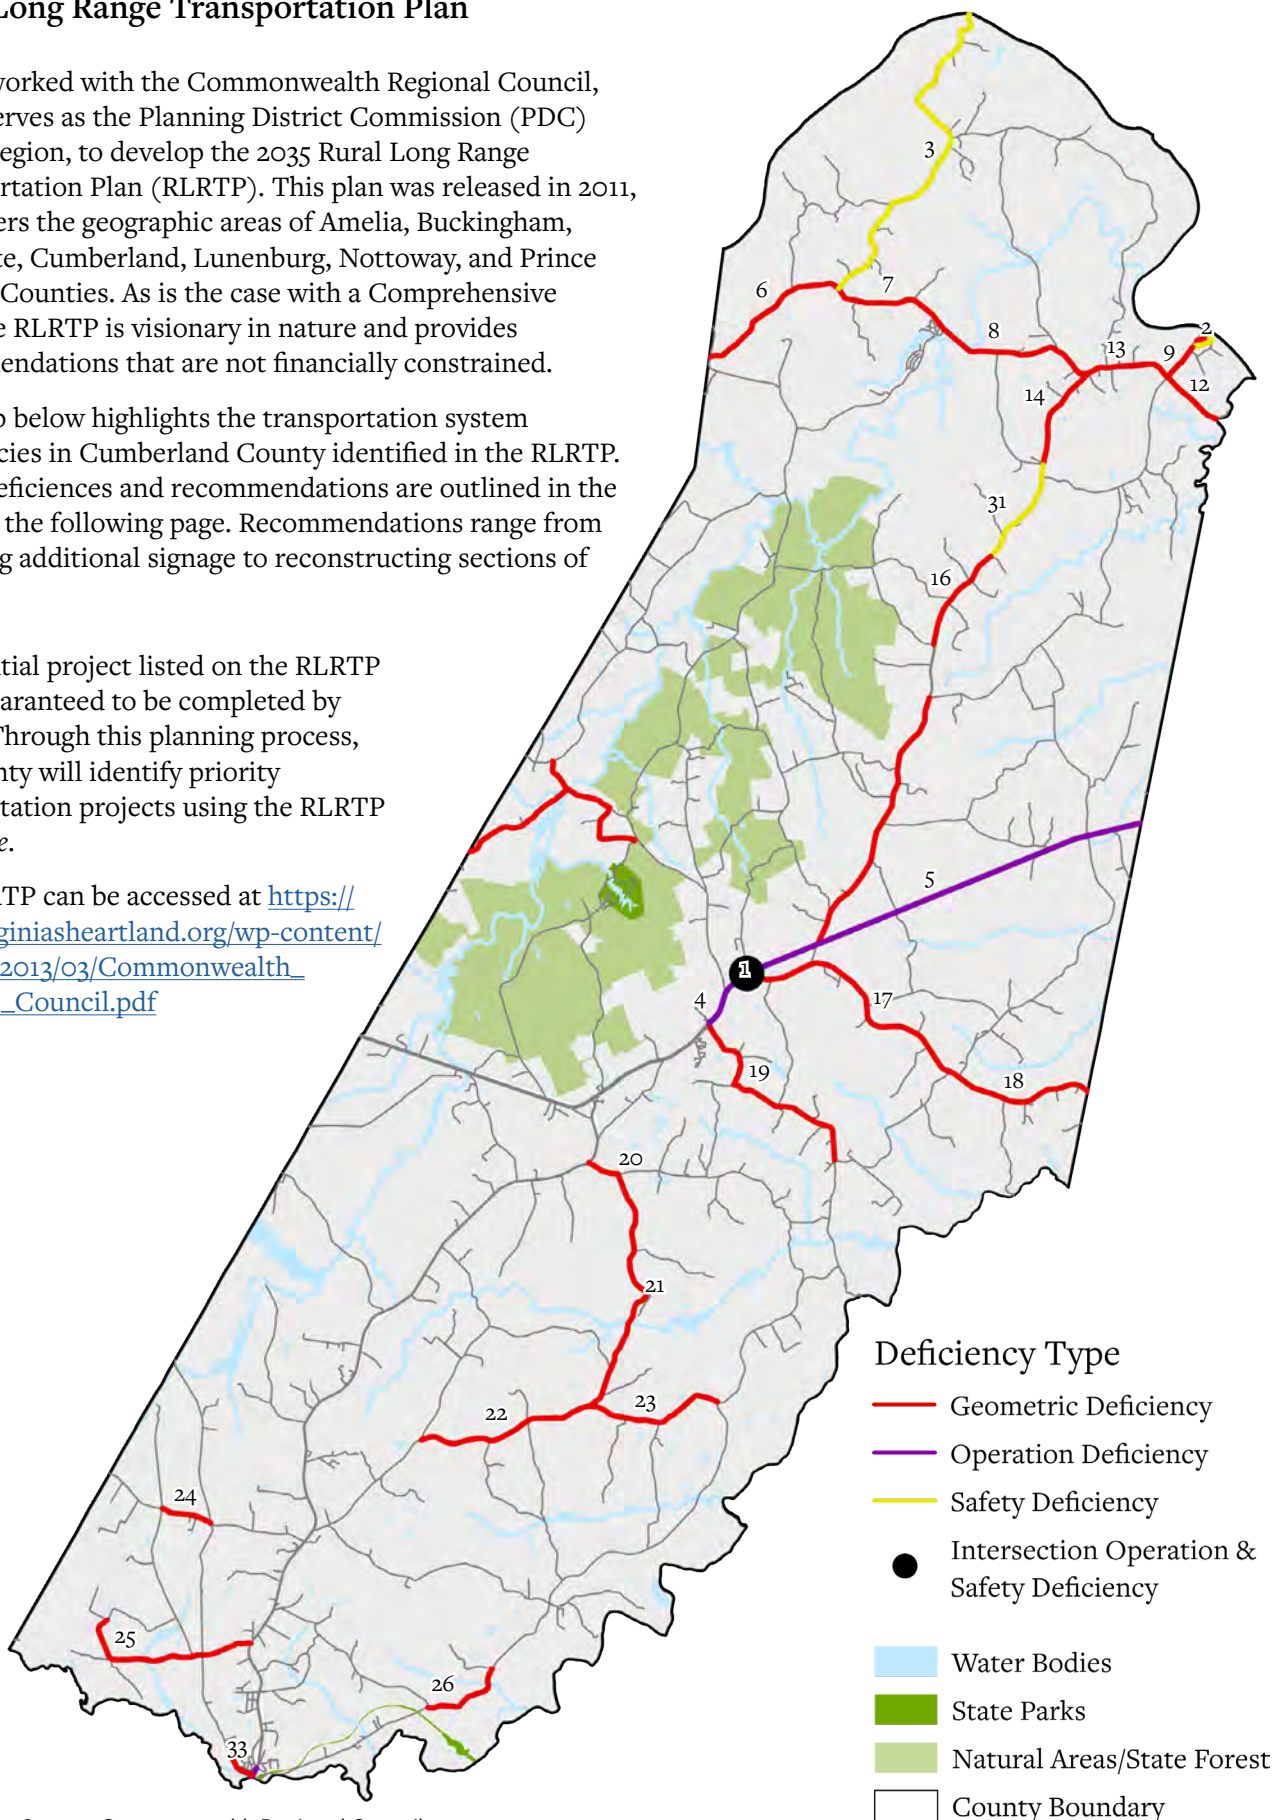 Long Range Transportation Plan
worked with the Commonwealth Regional Council,
erves as the Planning District Commission (PDC)
egion, to develop the 2035 Rural Long Range
rtation Plan (RLRTP). This plan was released in 2011,
ers the geographic areas of Amelia, Buckingham,
te, Cumberland, Lunenburg, Nottoway, and Prince
Counties. As is the case with a Comprehensive
e RLRTP is visionary in nature and provides
endations that are not financially constrained.
p below highlights the transportation system
cies in Cumberland County identified in the RLRTP.
eficiences and recommendations are outlined in the
the following page. Recommendations range from
g additional signage to reconstructing sections of
tial project listed on the RLRTP
aranteed to be completed by
Through this planning process,
nty will identify priority
tation projects using the RLRTP
e.
RTP can be accessed at https://
giniasheartland.org/wp-content/
2013/03/Commonwealth_
_Council.pdf
3
6
7
8
13
9
2
12
14
31
16
5
1
4
17
19
18
20
21
22
23
24
25
26
33
Deficiency Type
Geometric Deficiency
Operation Deficiency
Safety Deficiency
Intersection Operation &
Safety Deficiency
Water Bodies
State Parks
Natural Areas/State Forest
County Boundary